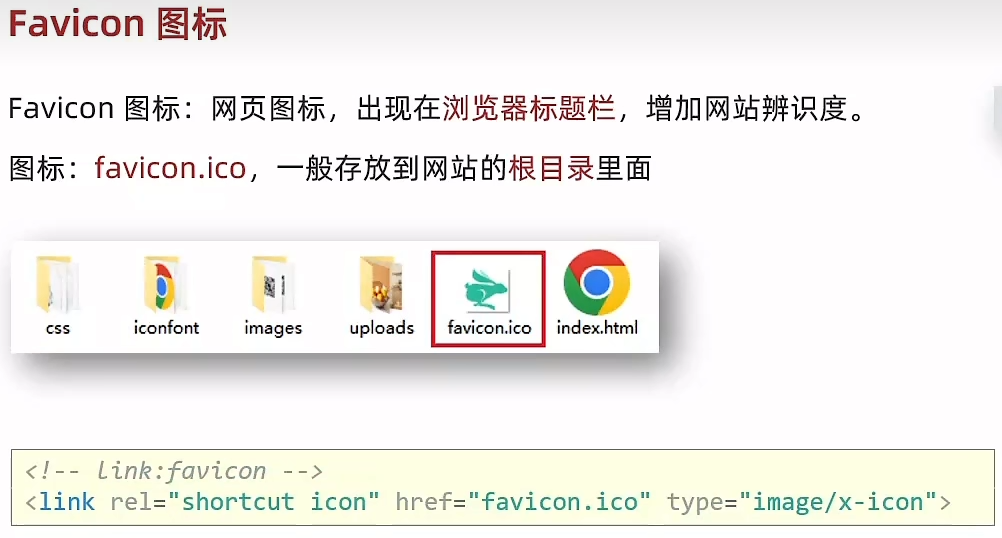 Favicon 图标
Favicon 图标：网页图标，出现在浏览器标题栏，增加网站辨识度。
图标：favicon.ico，一般存放到网站的根目录里面
css iconfont images uploads favicon.ico index.html
<!-- link:favicon -->
<link rel="shortcut icon" href="favicon.ico" type="image/x-icon">